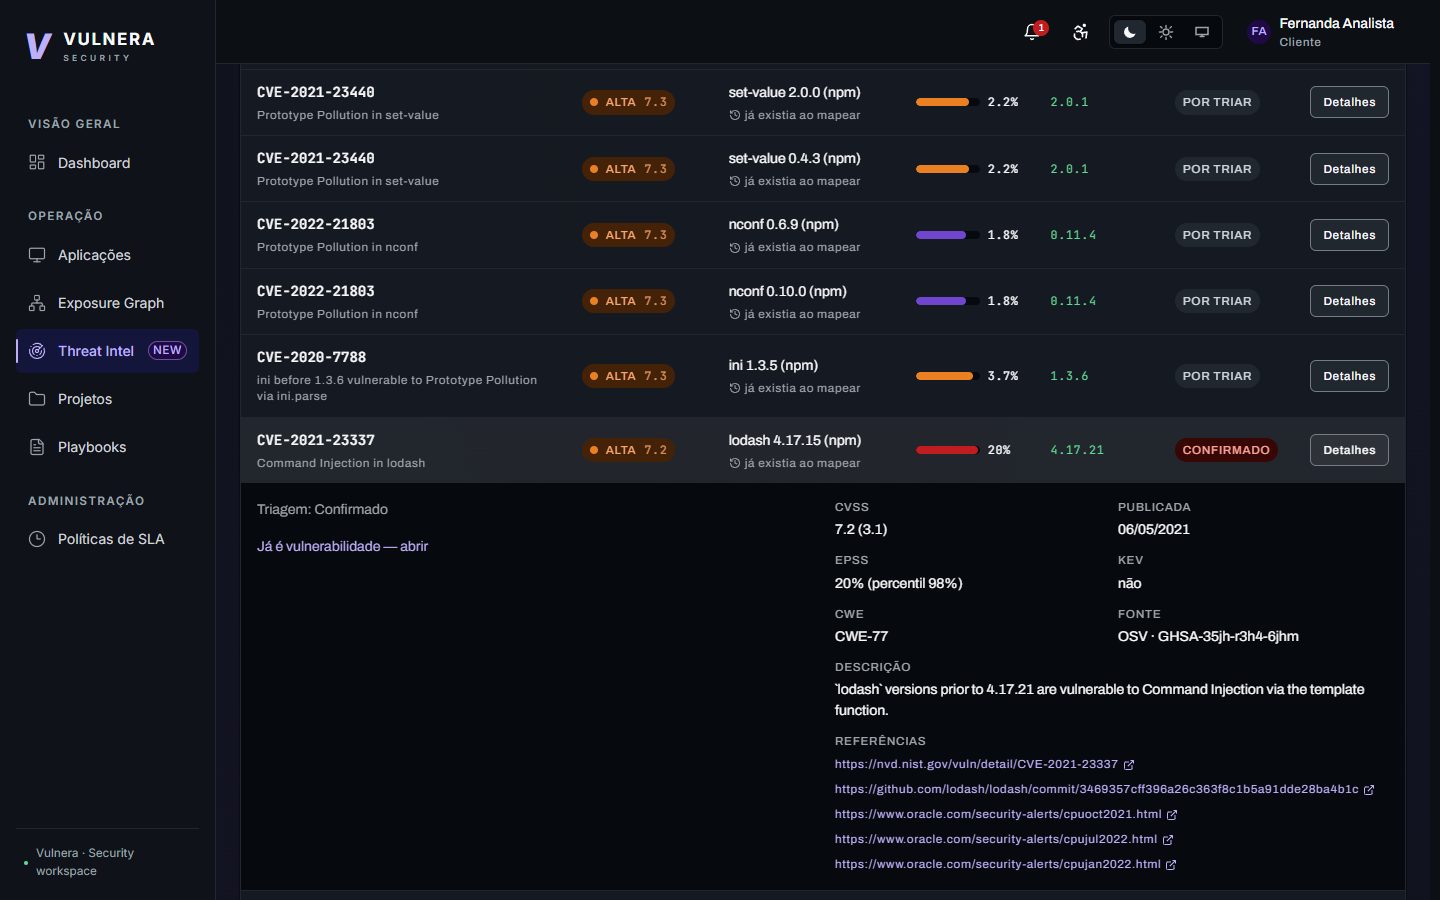 VULNERA
SECURITY
1
FA
Fernanda Analista
Cliente
VISÃO GERAL
Dashboard
OPERAÇÃO
Aplicações
Exposure Graph
Threat Intel NEW
Projetos
Playbooks
ADMINISTRAÇÃO
Políticas de SLA
Vulnera · Security
workspace
CVE-2021-23440
Prototype Pollution in set-value
ALTA 7.3
set-value 2.0.0 (npm)
já existia ao mapear
2.2%
2.0.1
POR TRIAR
Detalhes
CVE-2021-23440
Prototype Pollution in set-value
ALTA 7.3
set-value 0.4.3 (npm)
já existia ao mapear
2.2%
2.0.1
POR TRIAR
Detalhes
CVE-2022-21803
Prototype Pollution in nconf
ALTA 7.3
nconf 0.6.9 (npm)
já existia ao mapear
1.8%
0.11.4
POR TRIAR
Detalhes
CVE-2022-21803
Prototype Pollution in nconf
ALTA 7.3
nconf 0.10.0 (npm)
já existia ao mapear
1.8%
0.11.4
POR TRIAR
Detalhes
CVE-2020-7788
ini before 1.3.6 vulnerable to Prototype Pollution
via ini.parse
ALTA 7.3
ini 1.3.5 (npm)
já existia ao mapear
3.7%
1.3.6
POR TRIAR
Detalhes
CVE-2021-23337
Command Injection in lodash
ALTA 7.2
lodash 4.17.15 (npm)
já existia ao mapear
20%
4.17.21
CONFIRMADO
Detalhes
Triagem: Confirmado
Já é vulnerabilidade — abrir
CVSS
7.2 (3.1)
PUBLICADA
06/05/2021
EPSS
20% (percentil 98%)
KEV
não
CWE
CWE-77
FONTE
OSV · GHSA-35jh-r3h4-6jhm
DESCRIÇÃO
`lodash` versions prior to 4.17.21 are vulnerable to Command Injection via the template
function.
REFERÊNCIAS
https://nvd.nist.gov/vuln/detail/CVE-2021-23337
https://github.com/lodash/lodash/commit/3469357cff396a26c363f8c1b5a91dde28ba4b1c
https://www.oracle.com/security-alerts/cpuoct2021.html
https://www.oracle.com/security-alerts/cpujul2022.html
https://www.oracle.com/security-alerts/cpujan2022.html